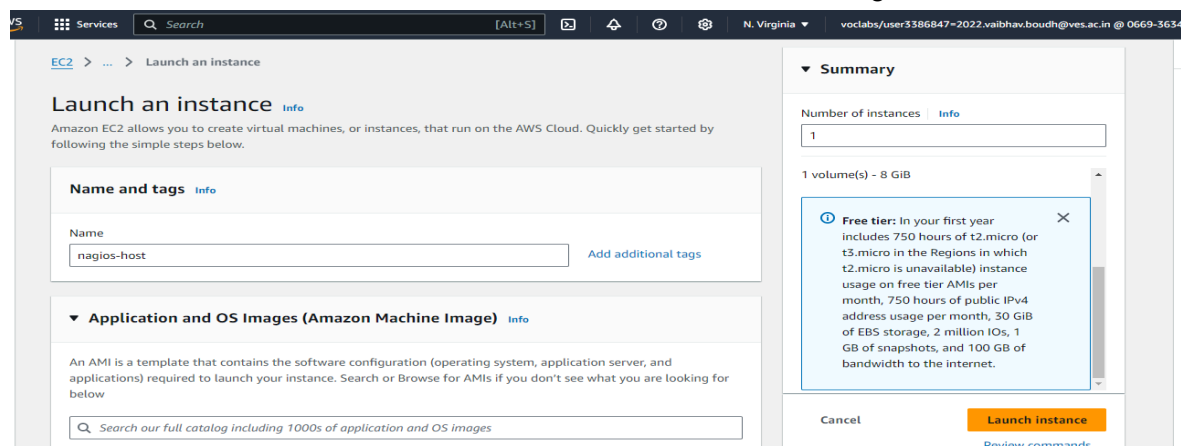 Services
Search
[Alt+S]
N. Virginia
voclabs/user3386847=2022.vaibhav.boudh@ves.ac.in @ 0669-3634
EC2 > ... > Launch an instance
Launch an instance Info
Amazon EC2 allows you to create virtual machines, or instances, that run on the AWS Cloud. Quickly get started by
following the simple steps below.
Name and tags Info
Name
nagios-host
Add additional tags
Application and OS Images (Amazon Machine Image) Info
An AMI is a template that contains the software configuration (operating system, application server, and
applications) required to launch your instance. Search or Browse for AMIs if you don't see what you are looking for
below
Search our full catalog including 1000s of application and OS images
Summary
Number of instances Info
1
1 volume(s) - 8 GiB
Free tier: In your first year
includes 750 hours of t2.micro (or
t3.micro in the Regions in which
t2.micro is unavailable) instance
usage on free tier AMIs per
month, 750 hours of public IPv4
address usage per month, 30 GiB
of EBS storage, 2 million IOs, 1
GB of snapshots, and 100 GB of
bandwidth to the internet.
Cancel
Launch instance
Review commands